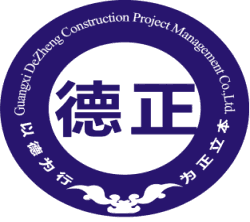 Guangxi DeZheng Construction Project Management Co.,Ltd.
德正
以德为行
为正立本